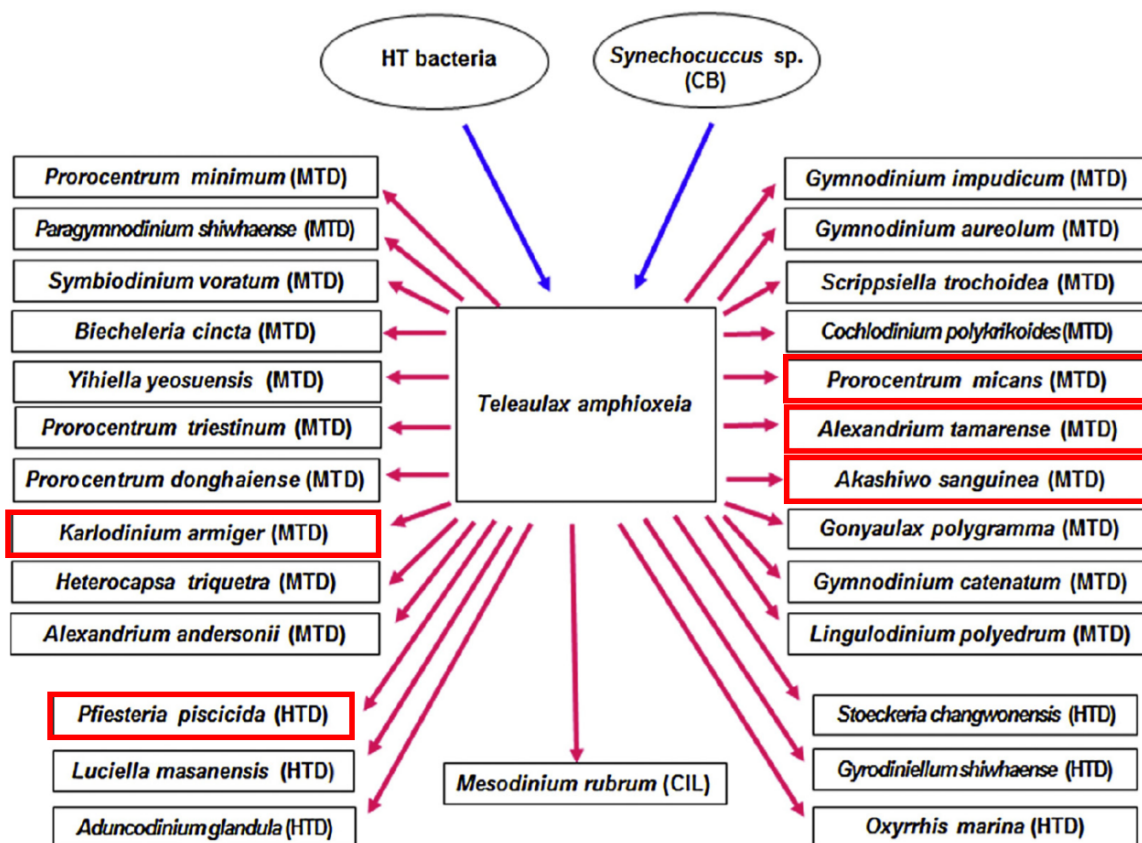 HT bacteria
Synechocuccus sp.
(CB)
Prorocentrum minimum (MTD)
Paragymnodinium shiwhaense (MTD)
Symbiodinium voratum (MTD)
Biecheleria cincta (MTD)
Yihiella yeosuensis (MTD)
Prorocentrum triestinum (MTD)
Prorocentrum donghaiense (MTD)
Karlodinium armiger (MTD)
Heterocapsa triquetra (MTD)
Alexandrium andersonii (MTD)
Pfiesteria piscicida (HTD)
Luciella masanensis (HTD)
Aduncodinium glandula (HTD)
Teleaulax amphioxeia
Mesodinium rubrum (CIL)
Gymnodinium impudicum (MTD)
Gymnodinium aureolum (MTD)
Scrippsiella trochoidea (MTD)
Cochlodinium polykrikoides (MTD)
Prorocentrum micans (MTD)
Alexandrium tamarense (MTD)
Akashiwo sanguinea (MTD)
Gonyaulax polygramma (MTD)
Gymnodinium catenatum (MTD)
Lingulodinium polyedrum (MTD)
Stoeckeria changwonensis (HTD)
Gyrodiniellum shiwhaense (HTD)
Oxyrrhis marina (HTD)